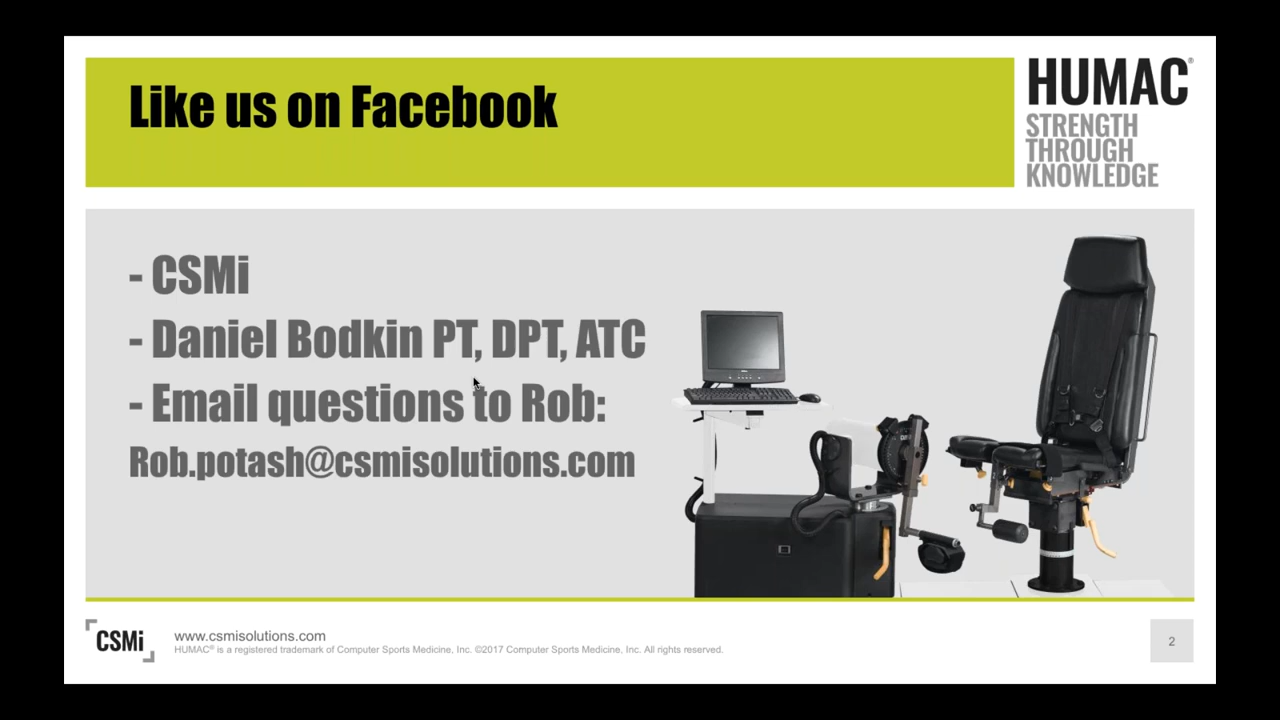 Like us on Facebook
HUMAC®
STRENGTH
THROUGH
KNOWLEDGE
- CSMi
- Daniel Bodkin PT, DPT, ATC
- Email questions to Rob:
Rob.potash@csmisolutions.com
CSMi
www.csmisolutions.com
HUMAC® is a registered trademark of Computer Sports Medicine, Inc. ©2017 Computer Sports Medicine, Inc. All rights reserved.
2